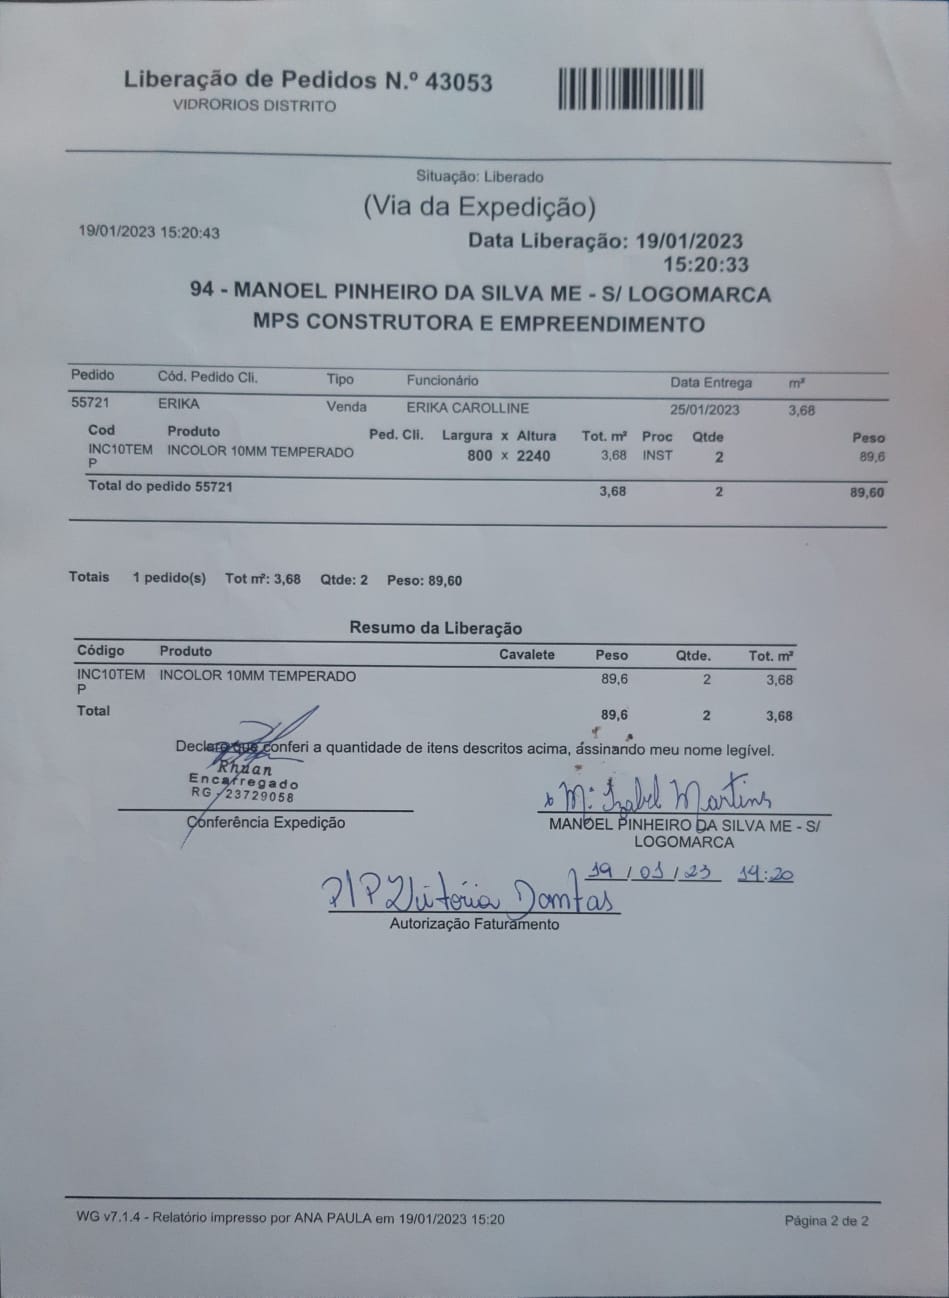 Liberação de Pedidos N.º 43053
VIDRORIOS DISTRITO
Situação: Liberado
(Via da Expedição)
19/01/2023 15:20:43
Data Liberação: 19/01/2023
15:20:33
94 - MANOEL PINHEIRO DA SILVA ME - S/ LOGOMARCA
MPS CONSTRUTORA E EMPREENDIMENTO
Pedido Cód. Pedido Cli. Tipo Funcionário Data Entrega m²
55721 ERIKA Venda ERIKA CAROLLINE 25/01/2023 3,68
Cod Produto Ped. Cli. Largura x Altura Tot. m² Proc Qtde Peso
INC10TEM INCOLOR 10MM TEMPERADO 800 x 2240 3,68 INST 2 89,6
P
Total do pedido 55721 3,68 2 89,60
Totais 1 pedido(s) Tot m²: 3,68 Qtde: 2 Peso: 89,60
Resumo da Liberação
Código Produto Cavalete Peso Qtde. Tot. m²
INC10TEM INCOLOR 10MM TEMPERADO 89,6 2 3,68
P
Total 89,6 2 3,68
Declaro que conferi a quantidade de itens descritos acima, assinando meu nome legível.
Rhuan
Encarregado
RG. 23729058
Conferência Expedição
Mª Izabel Martins
MANOEL PINHEIRO DA SILVA ME - S/
LOGOMARCA
19 / 01 / 23 14:20
P/P Vitória Dantas
Autorização Faturamento
WG v7.1.4 - Relatório impresso por ANA PAULA em 19/01/2023 15:20
Página 2 de 2